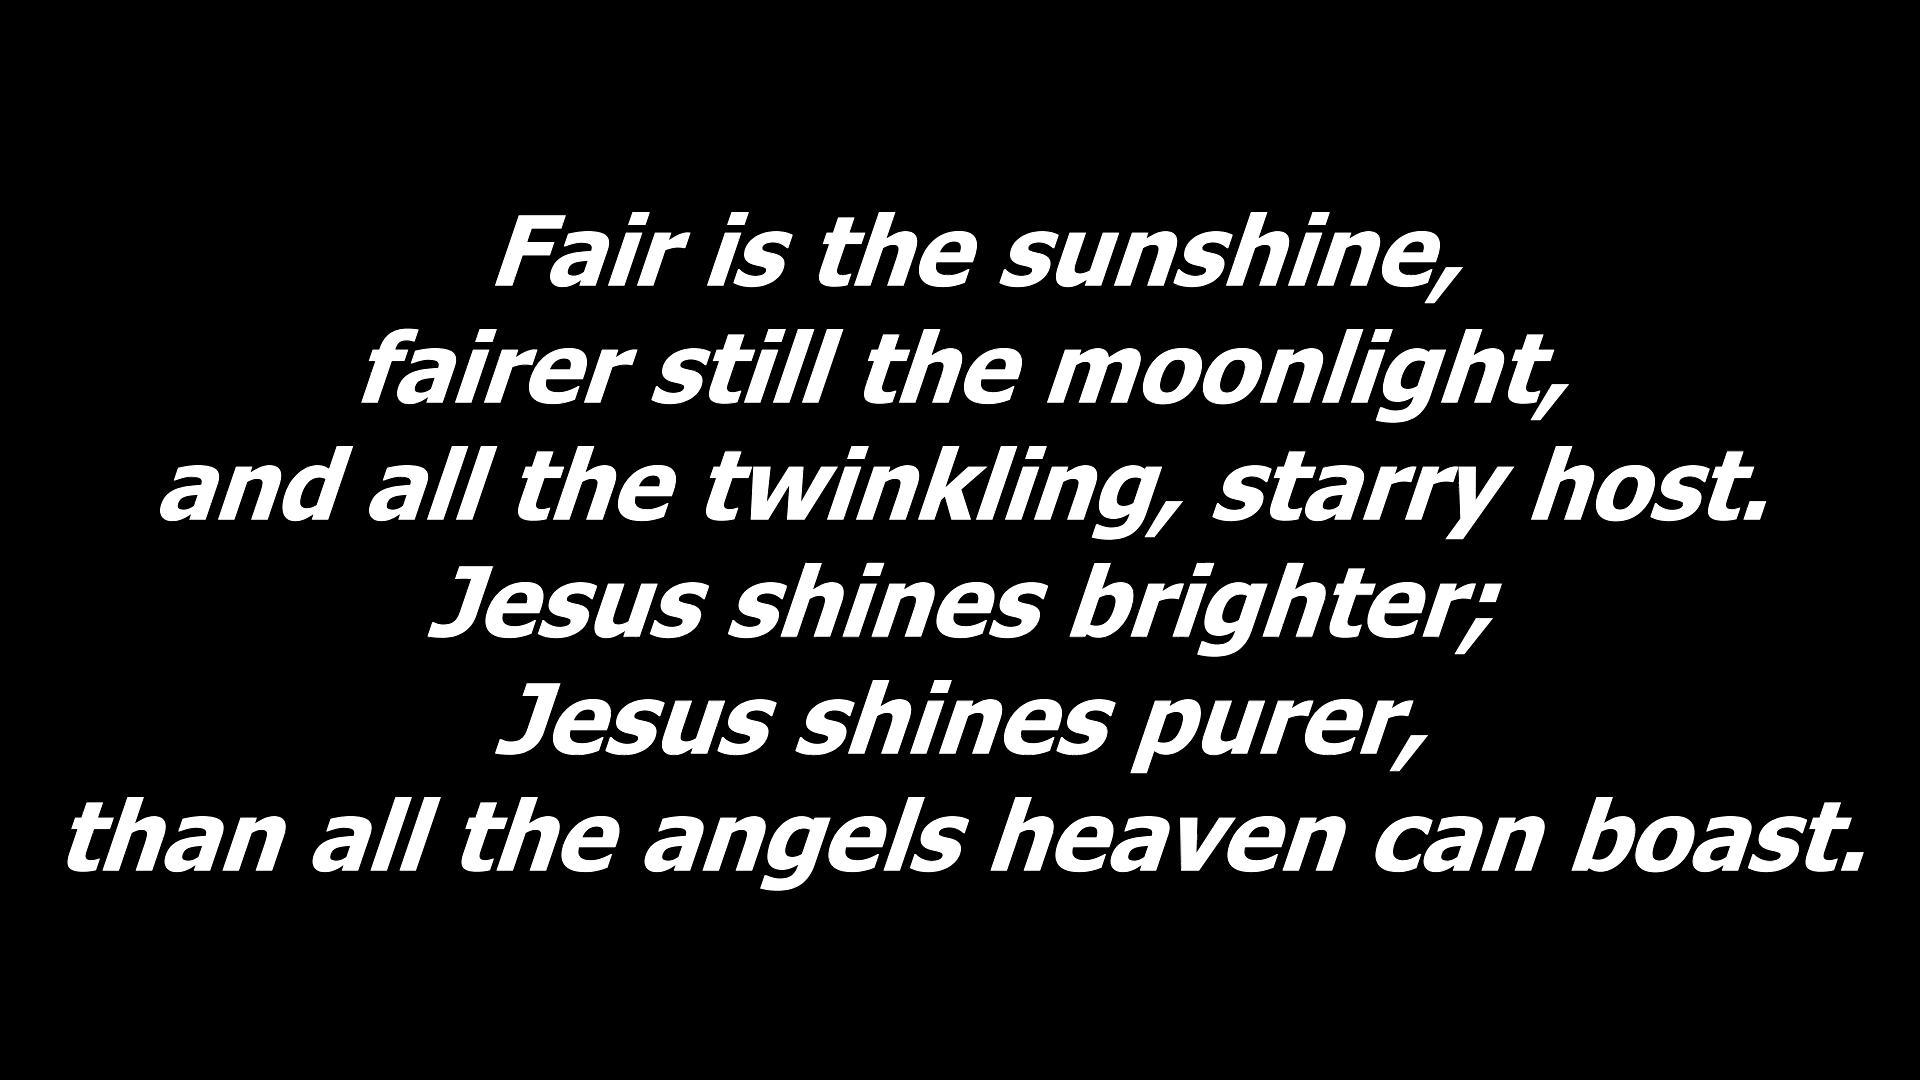 Fair is the sunshine,
fairer still the moonlight,
and all the twinkling, starry host.
Jesus shines brighter;
Jesus shines purer,
than all the angels heaven can boast.